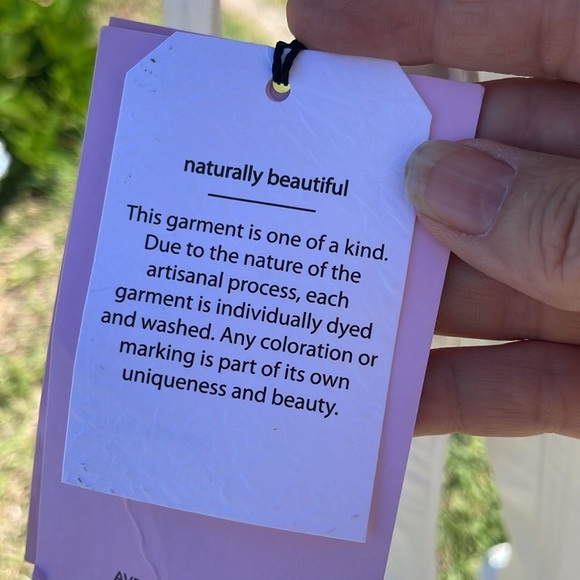 naturally beautiful
This garment is one of a kind.
Due to the nature of the
artisanal process, each
garment is individually dyed
and washed. Any coloration or
marking is part of its own
uniqueness and beauty.